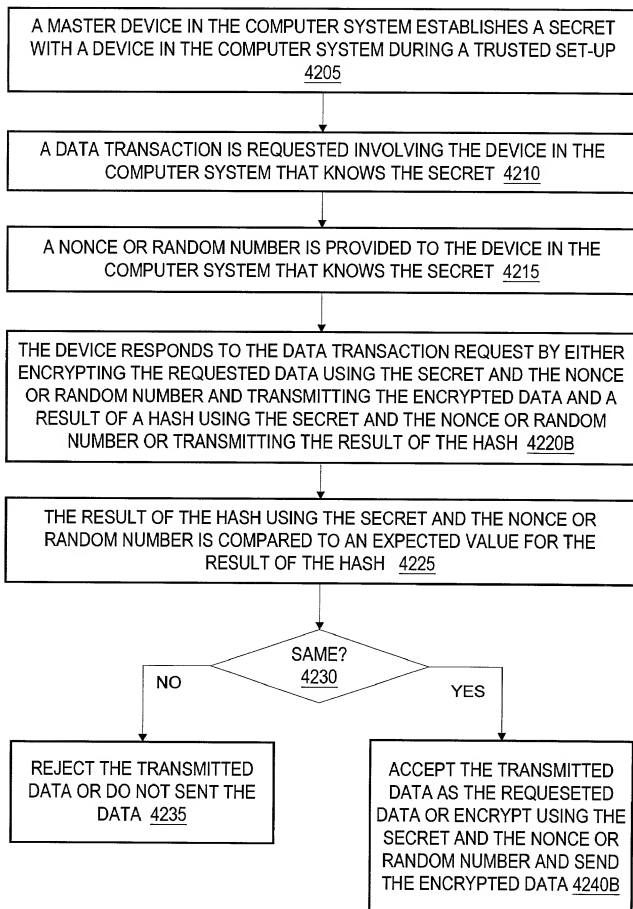 A MASTER DEVICE IN THE COMPUTER SYSTEM ESTABLISHES A SECRET
WITH A DEVICE IN THE COMPUTER SYSTEM DURING A TRUSTED SET-UP
4205
A DATA TRANSACTION IS REQUESTED INVOLVING THE DEVICE IN THE
COMPUTER SYSTEM THAT KNOWS THE SECRET 4210
A NONCE OR RANDOM NUMBER IS PROVIDED TO THE DEVICE IN THE
COMPUTER SYSTEM THAT KNOWS THE SECRET 4215
THE DEVICE RESPONDS TO THE DATA TRANSACTION REQUEST BY EITHER
ENCRYPTING THE REQUESTED DATA USING THE SECRET AND THE NONCE
OR RANDOM NUMBER AND TRANSMITTING THE ENCRYPTED DATA AND A
RESULT OF A HASH USING THE SECRET AND THE NONCE OR RANDOM
NUMBER OR TRANSMITTING THE RESULT OF THE HASH 4220B
THE RESULT OF THE HASH USING THE SECRET AND THE NONCE OR
RANDOM NUMBER IS COMPARED TO AN EXPECTED VALUE FOR THE
RESULT OF THE HASH 4225
SAME?
4230
NO
YES
REJECT THE TRANSMITTED
DATA OR DO NOT SENT THE
DATA 4235
ACCEPT THE TRANSMITTED
DATA AS THE REQUESETED
DATA OR ENCRYPT USING THE
SECRET AND THE NONCE OR
RANDOM NUMBER AND SEND
THE ENCRYPTED DATA 4240B